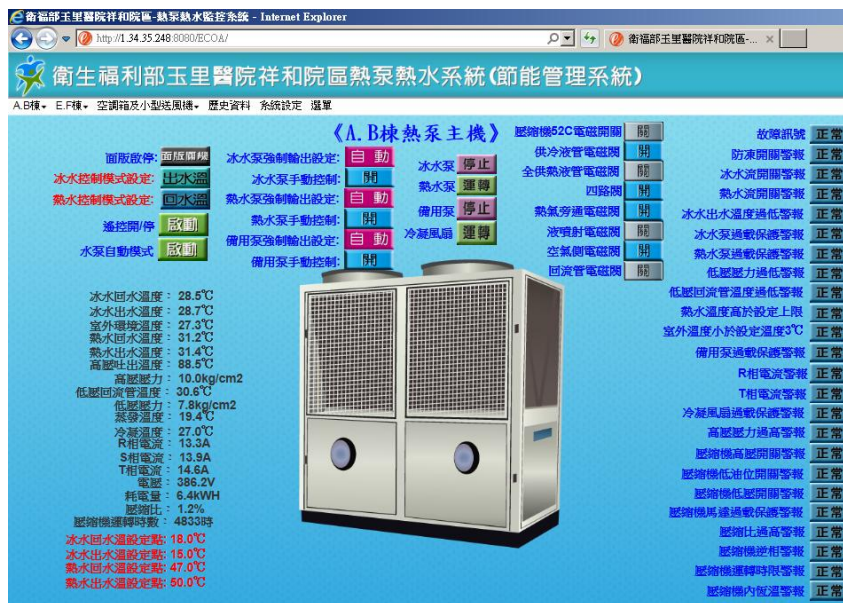 衛福部玉里醫院祥和院區-熱泵熱水監控系統 - Internet Explorer
http://1.34.35.248:8080/ECOA/
衛福部玉里醫院祥和院區-...
衛生福利部玉里醫院祥和院區熱泵熱水系統(節能管理系統)
A.B棟 E.F棟 空調箱及小型送風機 歷史資料 系統設定 選單
《A.B棟熱泵主機》
面版啟停: 面版關機
冰水控制模式設定: 出水溫
熱水控制模式設定: 回水溫
遙控開/停 啟動
水泵自動模式 啟動
冰水泵強制輸出設定: 自動
冰水泵手動控制: 開
熱水泵強制輸出設定: 自動
熱水泵手動控制: 開
備用泵強制輸出設定: 自動
備用泵手動控制: 開
冰水泵 停止
熱水泵 運轉
備用泵 停止
冷凝風扇 運轉
壓縮機52C電磁開關 關
供冷液管電磁閥 開
全供熱液管電磁閥 關
四路閥 開
熱氣旁通電磁閥 開
液噴射電磁閥 關
空氣側電磁閥 開
回流管電磁閥 關
故障訊號 正常
防凍開關警報 正常
冰水流開關警報 正常
熱水流開關警報 正常
冰水出水溫度過低警報 正常
冰水泵過載保護警報 正常
熱水泵過載保護警報 正常
低壓壓力過低警報 正常
低壓回流管溫度過低警報 正常
熱水溫度高於設定上限 正常
室外溫度小於設定溫度3℃ 正常
備用泵過載保護警報 正常
R相電流警報 正常
T相電流警報 正常
冷凝風扇過載保護警報 正常
高壓壓力過高警報 正常
壓縮機高壓開關警報 正常
壓縮機低油位開關警報 正常
壓縮機低壓開關警報 正常
壓縮機馬達過載保護警報 正常
壓縮比過高警報 正常
壓縮機逆相警報 正常
壓縮機運轉時限警報 正常
壓縮機內恆溫警報 正常
冰水回水溫度: 28.5℃
冰水出水溫度: 28.7℃
室外環境溫度: 27.3℃
熱水回水溫度: 31.2℃
熱水出水溫度: 31.4℃
高壓吐出溫度: 88.5℃
高壓壓力: 10.0kg/cm2
低壓回流管溫度: 30.6℃
低壓壓力: 7.8kg/cm2
蒸發溫度: 19.4℃
冷凝溫度: 27.0℃
R相電流: 13.3A
S相電流: 13.9A
T相電流: 14.6A
電壓: 386.2V
耗電量: 6.4kWH
壓縮比: 1.2%
壓縮機運轉時數: 4833時
冰水回水溫設定點: 18.0℃
冰水出水溫設定點: 15.0℃
熱水回水溫設定點: 47.0℃
熱水出水溫設定點: 50.0℃